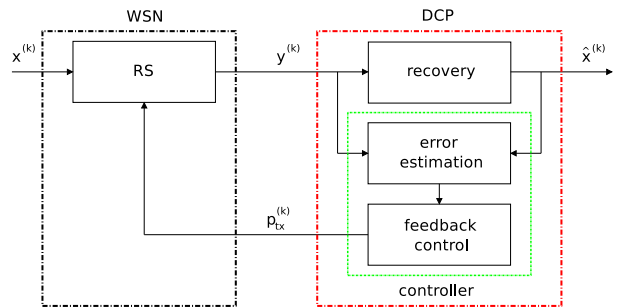 WSN
DCP
x^(k)
RS
y^(k)
recovery
x̂^(k)
error
estimation
p_tx^(k)
feedback
control
controller